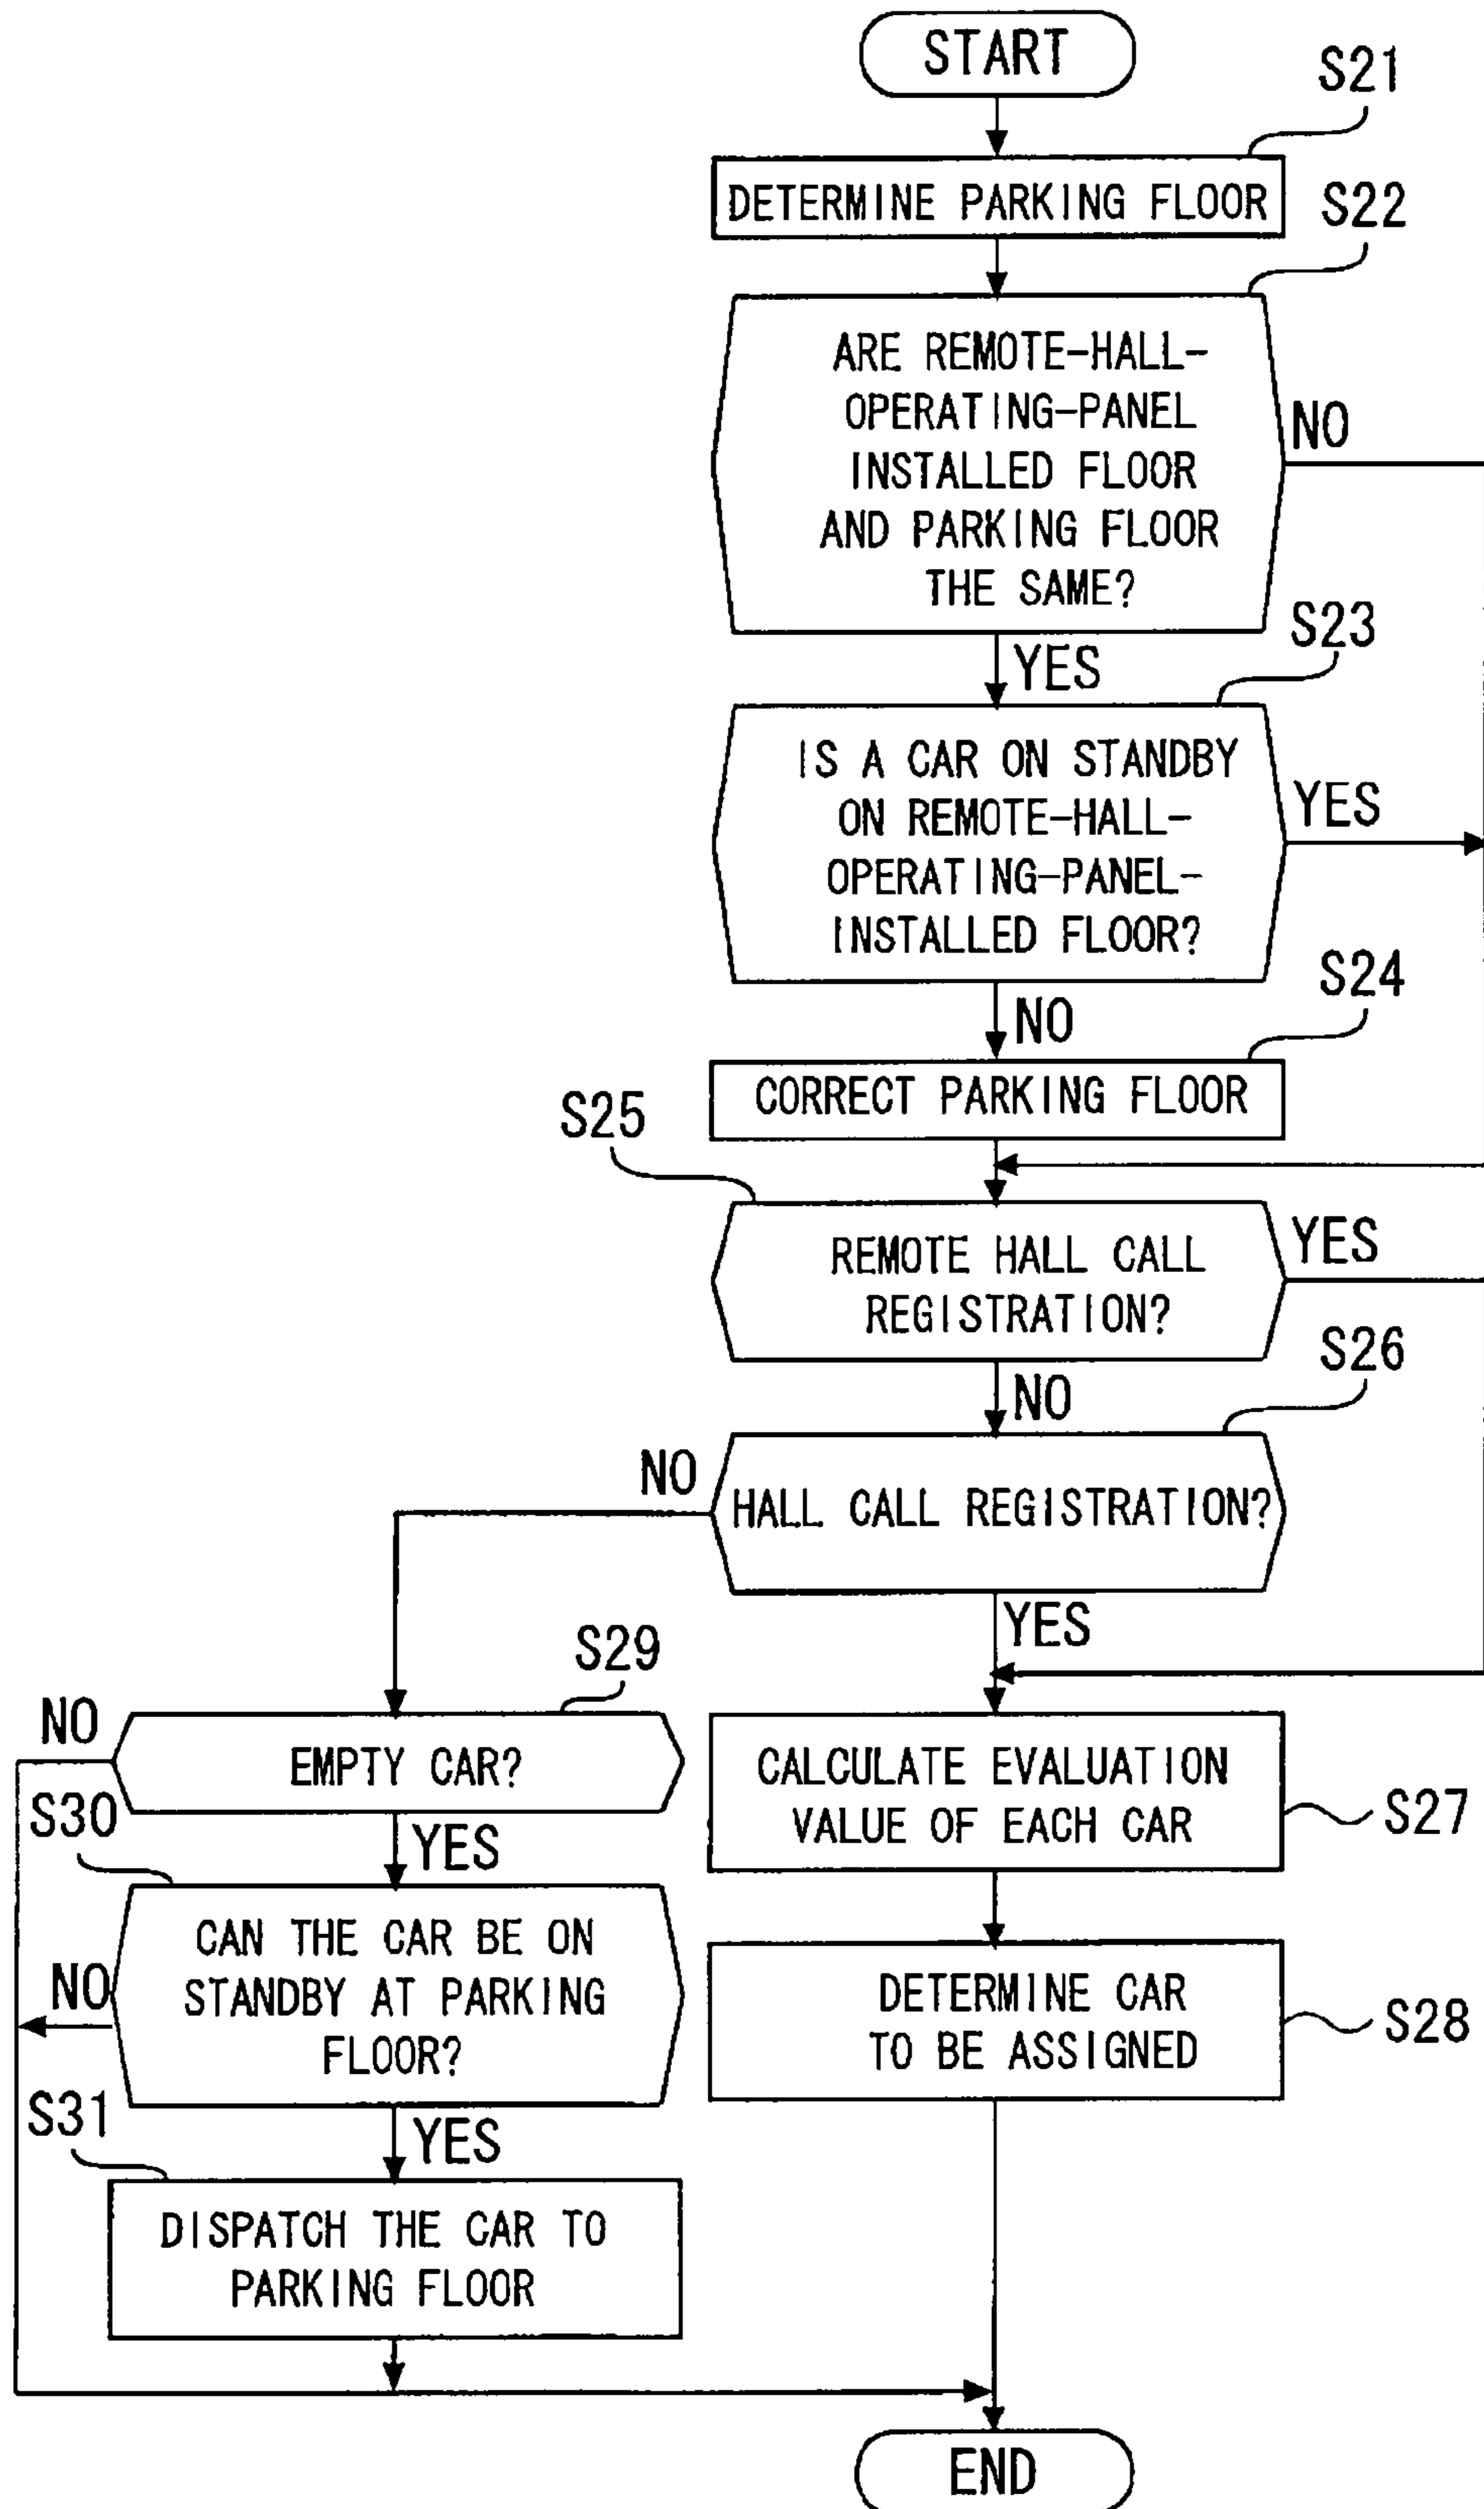 START
S21
DETERMINE PARKING FLOOR
S22
ARE REMOTE-HALL-
OPERATING-PANEL
INSTALLED FLOOR
AND PARKING FLOOR
THE SAME?
NO
YES
S23
IS A CAR ON STANDBY
ON REMOTE-HALL-
OPERATING-PANEL-
INSTALLED FLOOR?
YES
NO
S24
CORRECT PARKING FLOOR
S25
REMOTE HALL CALL
REGISTRATION?
YES
NO
S26
HALL CALL REGISTRATION?
NO
YES
S29
EMPTY CAR?
NO
YES
S30
CAN THE CAR BE ON
STANDBY AT PARKING
FLOOR?
NO
YES
S31
DISPATCH THE CAR TO
PARKING FLOOR
CALCULATE EVALUATION
VALUE OF EACH CAR
S27
DETERMINE CAR
TO BE ASSIGNED
S28
END